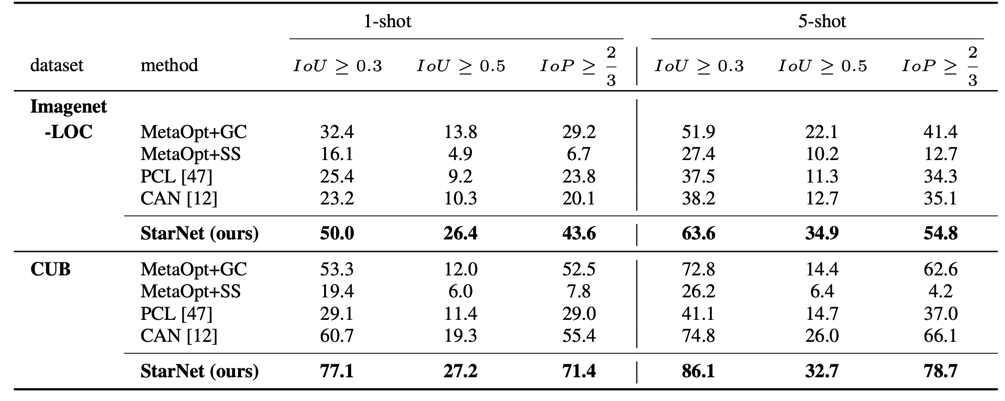 1-shot 5-shot
dataset method IoU ≥ 0.3 IoU ≥ 0.5 IoP ≥ 2/3 IoU ≥ 0.3 IoU ≥ 0.5 IoP ≥ 2/3
Imagenet
-LOC MetaOpt+GC 32.4 13.8 29.2 51.9 22.1 41.4
MetaOpt+SS 16.1 4.9 6.7 27.4 10.2 12.7
PCL [47] 25.4 9.2 23.8 37.5 11.3 34.3
CAN [12] 23.2 10.3 20.1 38.2 12.7 35.1
StarNet (ours) 50.0 26.4 43.6 63.6 34.9 54.8
CUB MetaOpt+GC 53.3 12.0 52.5 72.8 14.4 62.6
MetaOpt+SS 19.4 6.0 7.8 26.2 6.4 4.2
PCL [47] 29.1 11.4 29.0 41.1 14.7 37.0
CAN [12] 60.7 19.3 55.4 74.8 26.0 66.1
StarNet (ours) 77.1 27.2 71.4 86.1 32.7 78.7